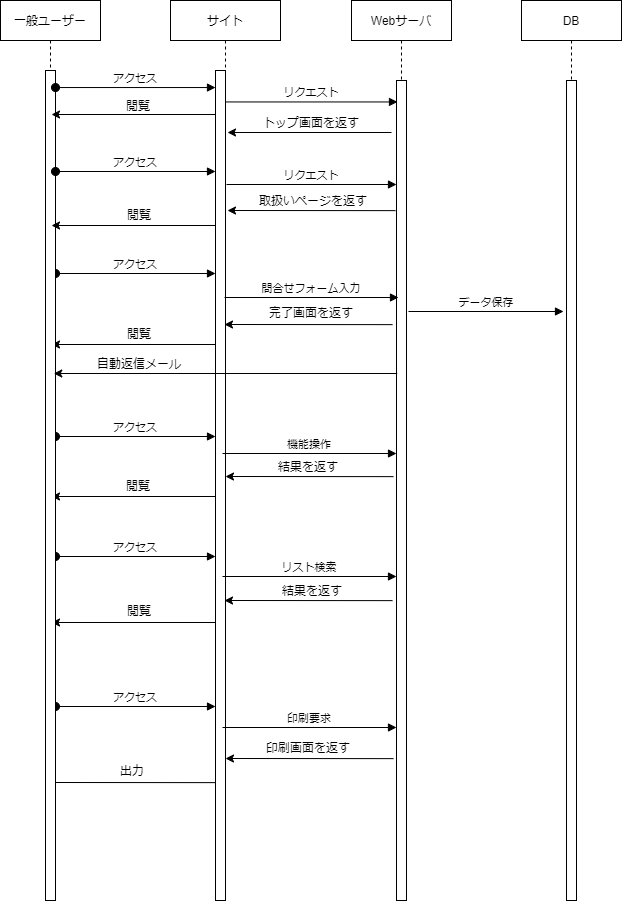 一般ユーザー
サイト
Webサーバ
DB
アクセス
リクエスト
閲覧
トップ画面を返す
アクセス
リクエスト
取扱いページを返す
閲覧
アクセス
問合せフォーム入力
データ保存
完了画面を返す
閲覧
自動返信メール
アクセス
機能操作
結果を返す
閲覧
アクセス
リスト検索
結果を返す
閲覧
アクセス
印刷要求
印刷画面を返す
出力